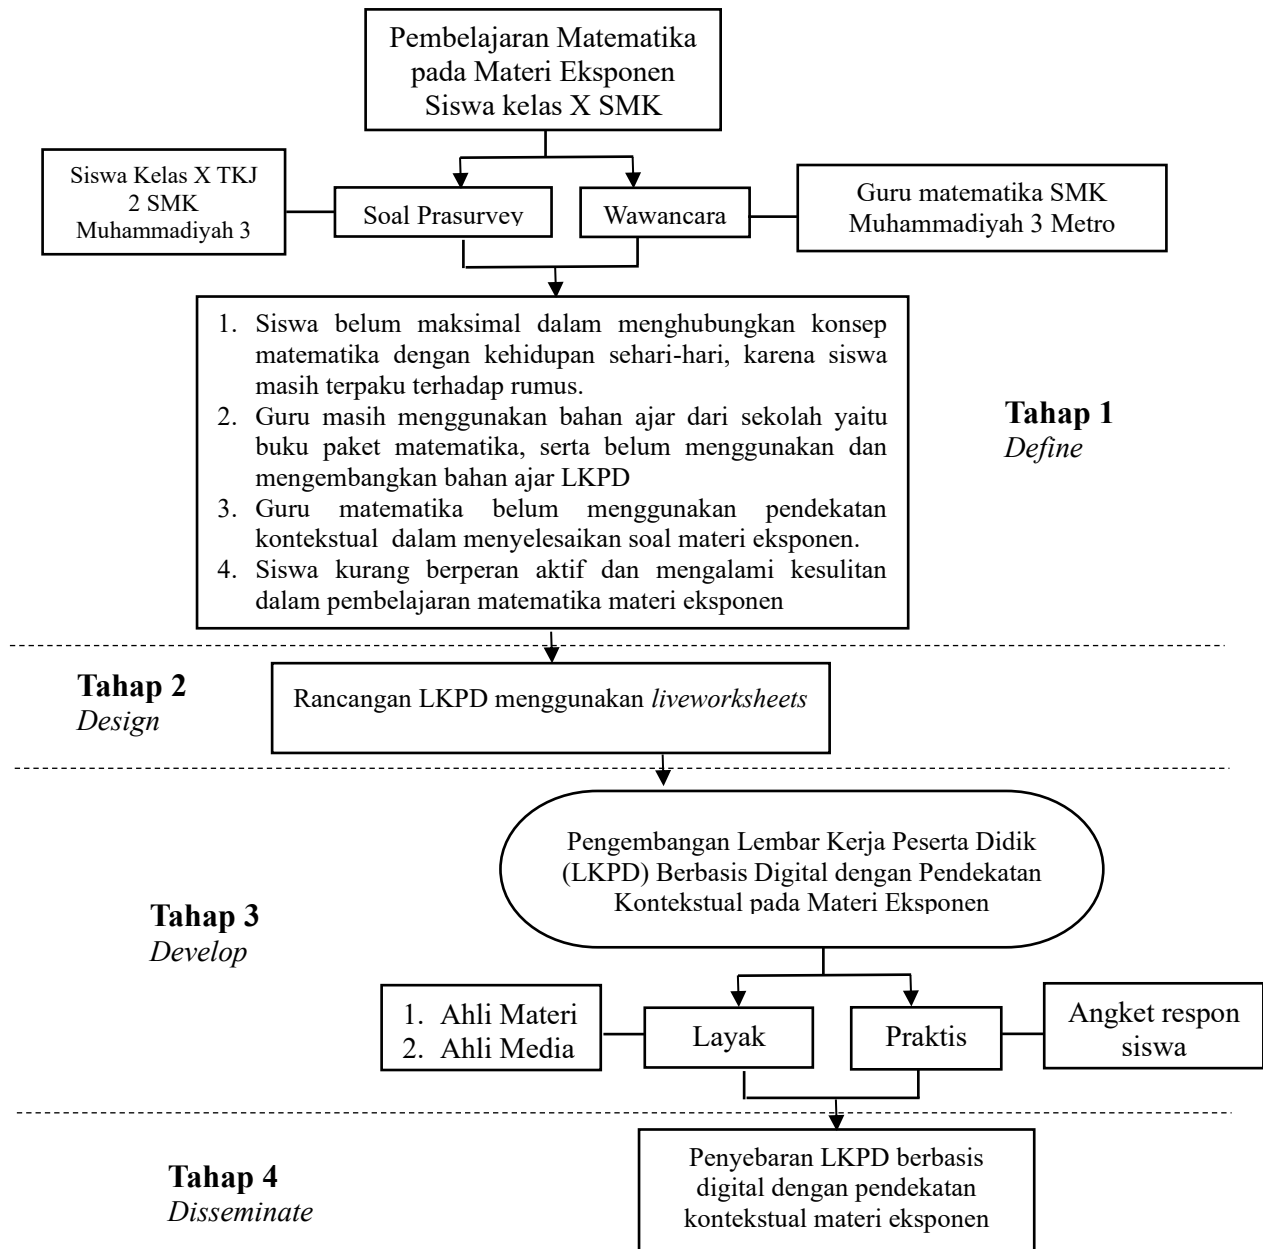 Pembelajaran Matematika
pada Materi Eksponen
Siswa kelas X SMK
Siswa Kelas X TKJ
2 SMK
Muhammadiyah 3
Soal Prasurvey
Wawancara
Guru matematika SMK
Muhammadiyah 3 Metro
1. Siswa belum maksimal dalam menghubungkan konsep
matematika dengan kehidupan sehari-hari, karena siswa
masih terpaku terhadap rumus.
2. Guru masih menggunakan bahan ajar dari sekolah yaitu
buku paket matematika, serta belum menggunakan dan
mengembangkan bahan ajar LKPD
3. Guru matematika belum menggunakan pendekatan
kontekstual dalam menyelesaikan soal materi eksponen.
4. Siswa kurang berperan aktif dan mengalami kesulitan
dalam pembelajaran matematika materi eksponen
Tahap 1
Define
Tahap 2
Design
Rancangan LKPD menggunakan liveworksheets
Pengembangan Lembar Kerja Peserta Didik
(LKPD) Berbasis Digital dengan Pendekatan
Kontekstual pada Materi Eksponen
Tahap 3
Develop
1. Ahli Materi
2. Ahli Media
Layak
Praktis
Angket respon
siswa
Tahap 4
Disseminate
Penyebaran LKPD berbasis
digital dengan pendekatan
kontekstual materi eksponen